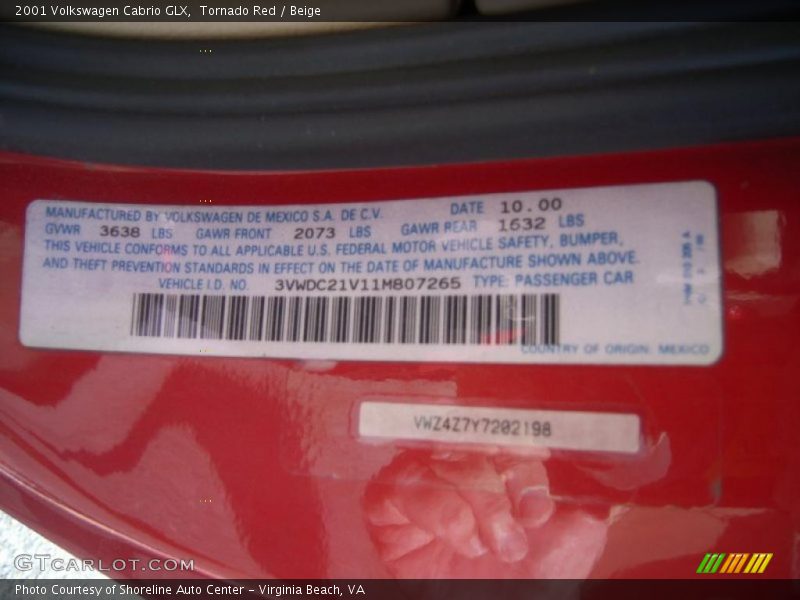 2001 Volkswagen Cabrio GLX,  Tornado Red / Beige
MANUFACTURED BY VOLKSWAGEN DE MEXICO S.A. DE C.V. DATE 10.00
GVWR 3638 LBS GAWR FRONT 2073 LBS GAWR REAR 1632 LBS
THIS VEHICLE CONFORMS TO ALL APPLICABLE U.S. FEDERAL MOTOR VEHICLE SAFETY, BUMPER,
AND THEFT PREVENTION STANDARDS IN EFFECT ON THE DATE OF MANUFACTURE SHOWN ABOVE.
VEHICLE I.D. NO. 3VWDC21V11M807265 TYPE: PASSENGER CAR
COUNTRY OF ORIGIN: MEXICO
VWZ4Z7Y7202198
GTCARLOT.COM
Photo Courtesy of Shoreline Auto Center - Virginia Beach, VA